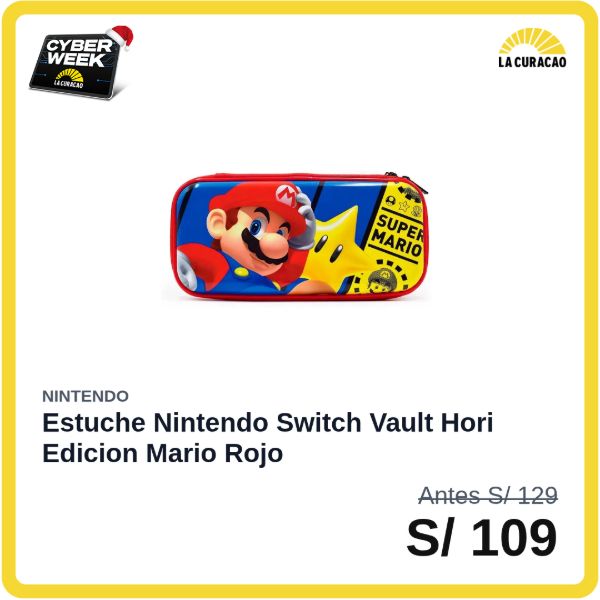 CYBER
WEEK
LA CURACAO
LA CURACAO
SUPER
MARIO
NINTENDO
Estuche Nintendo Switch Vault Hori
Edicion Mario Rojo
Antes S/ 129
S/ 109